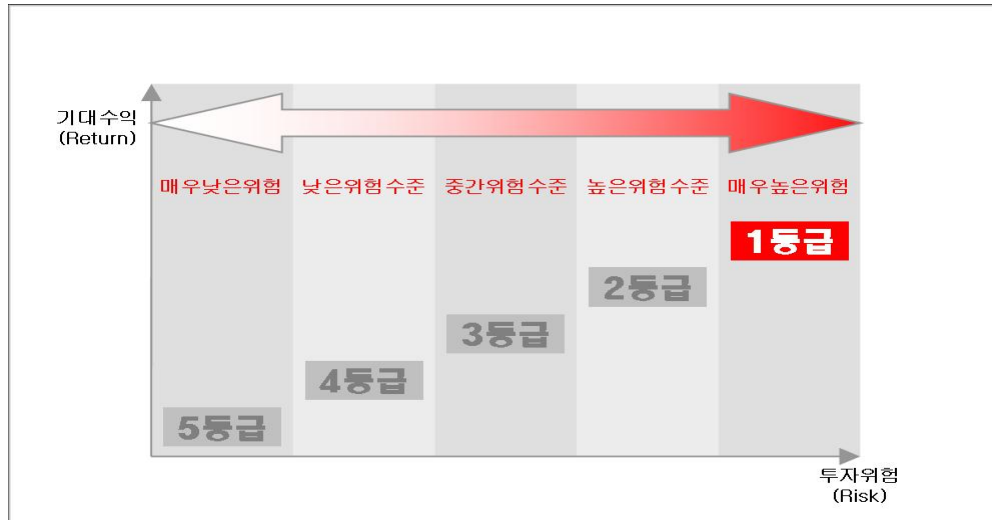 기대수익
(Return)
매우낮은위험 낮은위험수준 중간위험수준 높은위험수준 매우높은위험
1등급
2등급
3등급
4등급
5등급
투자위험
(Risk)